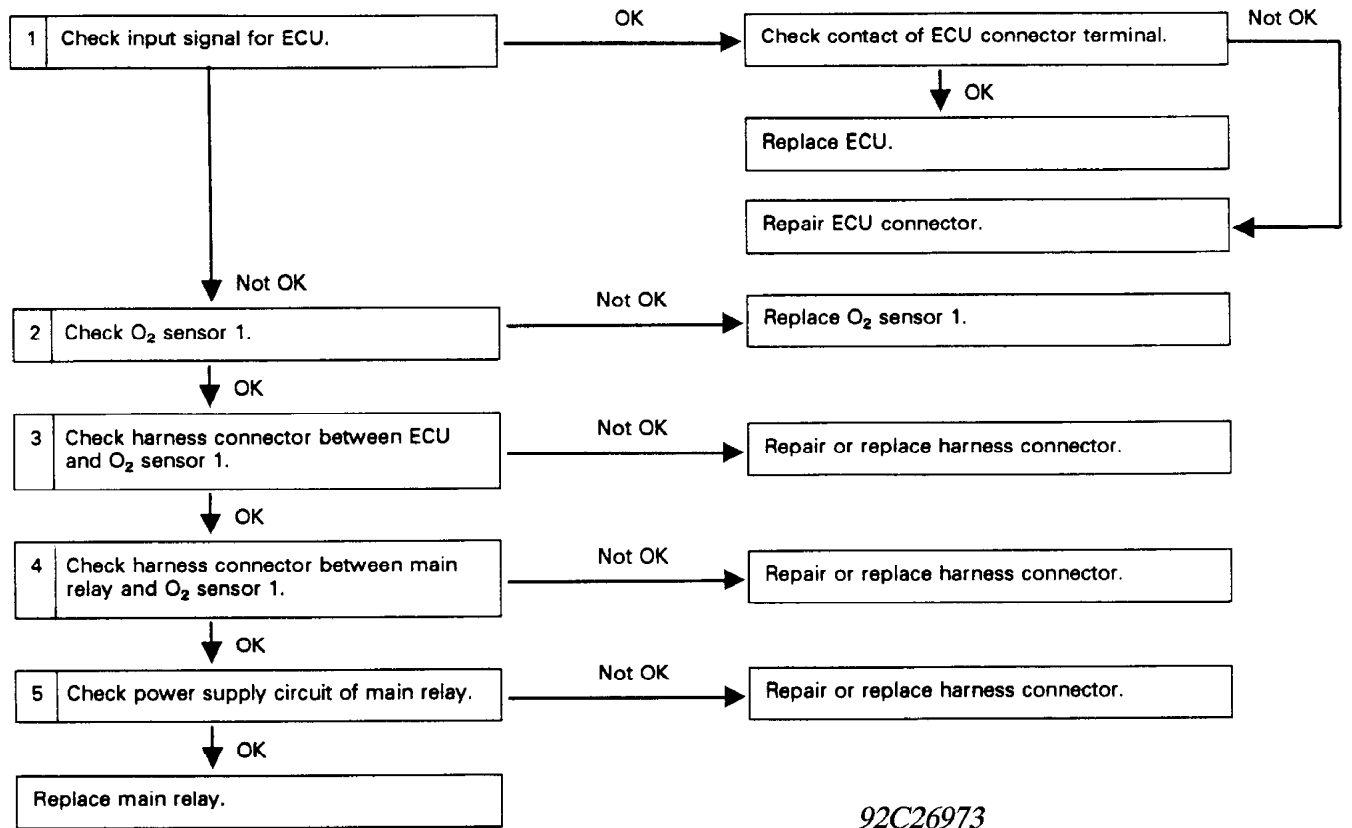 OK
Not OK
1 Check input signal for ECU.
Check contact of ECU connector terminal.
OK
Replace ECU.
Repair ECU connector.
Not OK
2 Check O₂ sensor 1.
Not OK
Replace O₂ sensor 1.
OK
3 Check harness connector between ECU
and O₂ sensor 1.
Not OK
Repair or replace harness connector.
OK
4 Check harness connector between main
relay and O₂ sensor 1.
Not OK
Repair or replace harness connector.
OK
5 Check power supply circuit of main relay.
Not OK
Repair or replace harness connector.
OK
Replace main relay.
92C26973